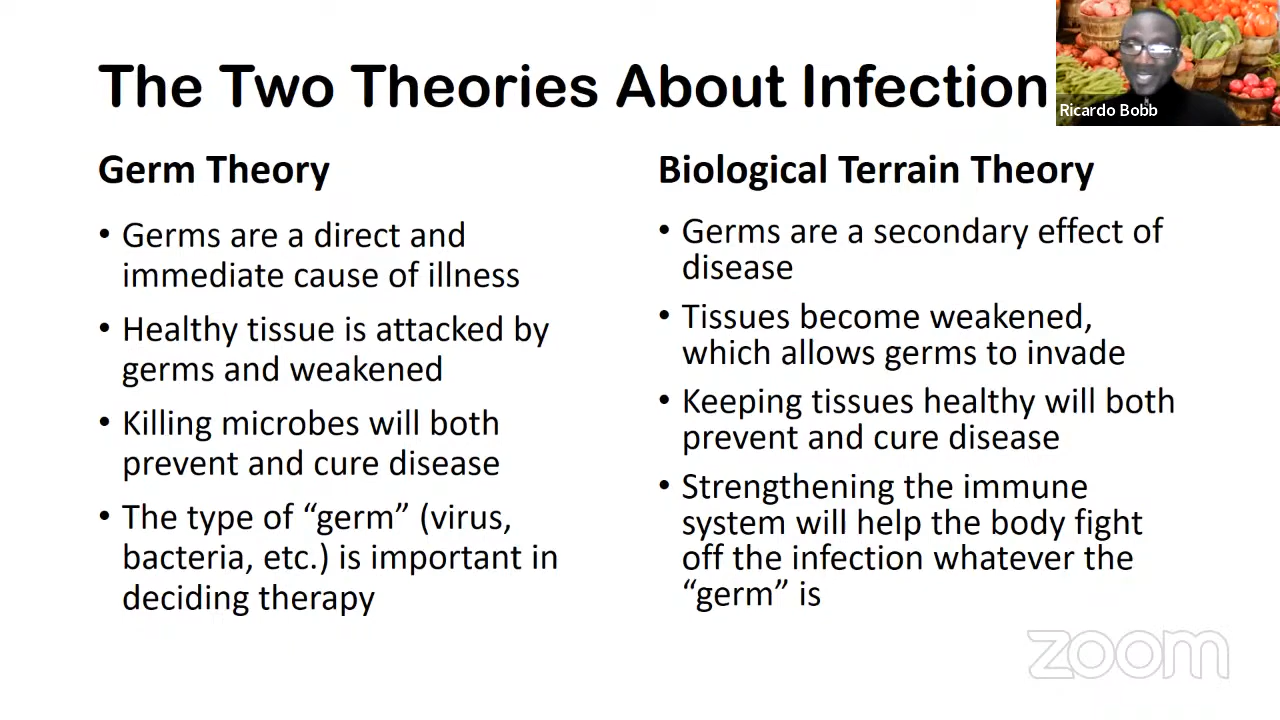 The Two Theories About Infection
Ricardo Bobb
Germ Theory
• Germs are a direct and
immediate cause of illness
• Healthy tissue is attacked by
germs and weakened
• Killing microbes will both
prevent and cure disease
• The type of “germ” (virus,
bacteria, etc.) is important in
deciding therapy
Biological Terrain Theory
• Germs are a secondary effect of
disease
• Tissues become weakened,
which allows germs to invade
• Keeping tissues healthy will both
prevent and cure disease
• Strengthening the immune
system will help the body fight
off the infection whatever the
“germ” is
zoom